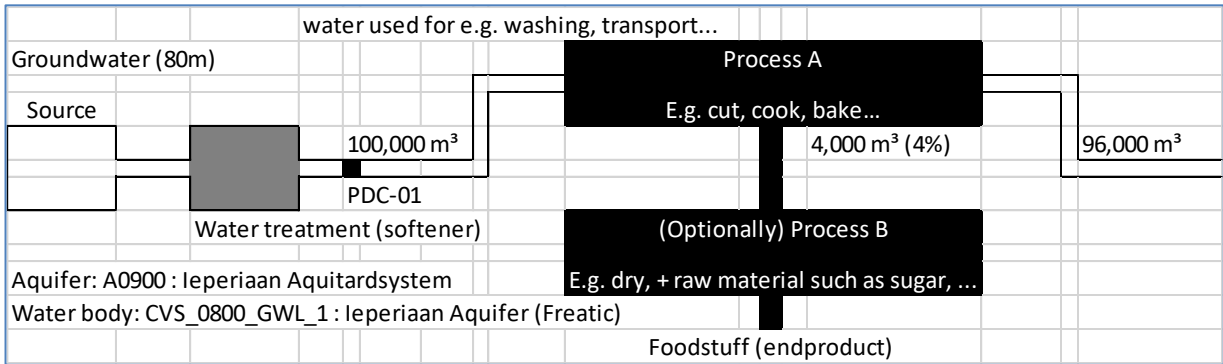 water used for e.g. washing, transport...
Groundwater (80m)
Process A
Source
E.g. cut, cook, bake...
100,000 m³
4,000 m³ (4%)
96,000 m³
PDC-01
Water treatment (softener)
(Optionally) Process B
Aquifer: A0900 : Ieperiaan Aquitardsystem
E.g. dry, + raw material such as sugar, ...
Water body: CVS_0800_GWL_1 : Ieperiaan Aquifer (Freatic)
Foodstuff (endproduct)